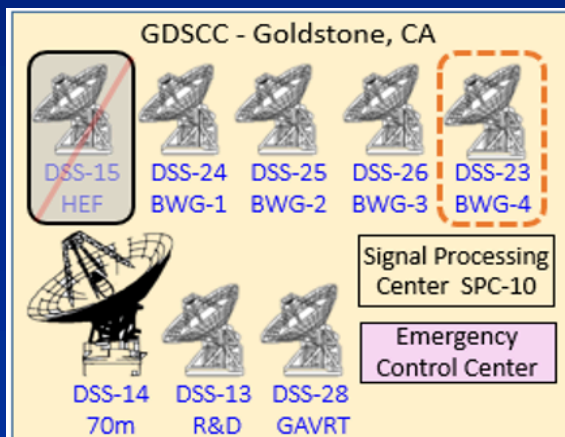 GDSCC - Goldstone, CA
DSS-15 DSS-24 DSS-25 DSS-26 DSS-23
HEF BWG-1 BWG-2 BWG-3 BWG-4
Signal Processing
Center SPC-10
Emergency
Control Center
DSS-14 DSS-13 DSS-28
70m R&D GAVRT